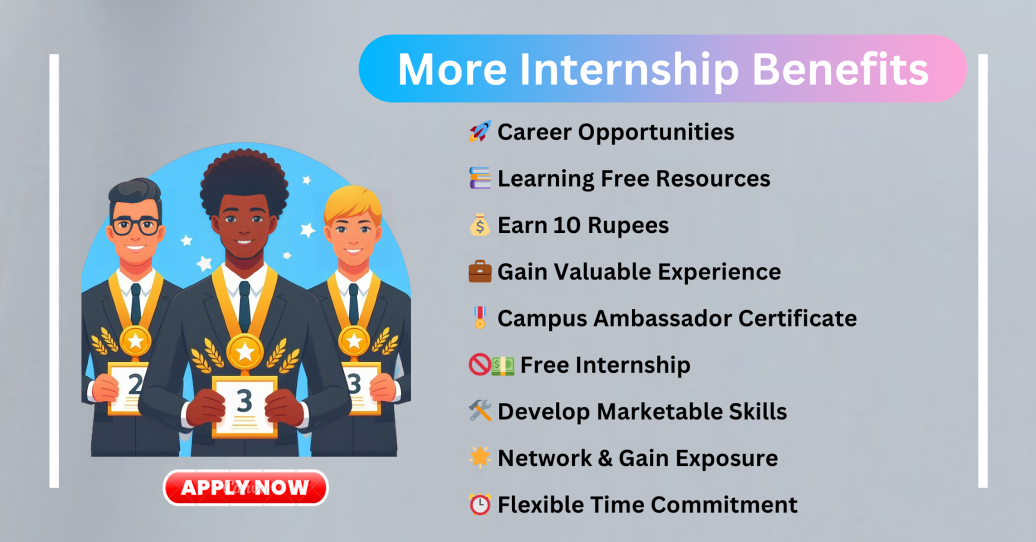 More Internship Benefits
🚀 Career Opportunities
📚 Learning Free Resources
💰 Earn 10 Rupees
💼 Gain Valuable Experience
🎖️ Campus Ambassador Certificate
🚫💵 Free Internship
🛠️ Develop Marketable Skills
🌟 Network & Gain Exposure
⏰ Flexible Time Commitment
2
3
3
APPLY NOW